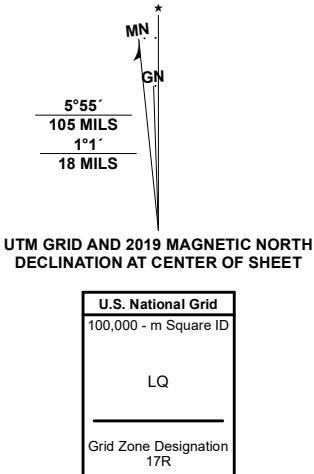 ★
MN
GN
5°55´
105 MILS
1°1´
18 MILS
UTM GRID AND 2019 MAGNETIC NORTH
DECLINATION AT CENTER OF SHEET
U.S. National Grid
100,000 - m Square ID
LQ
Grid Zone Designation
17R